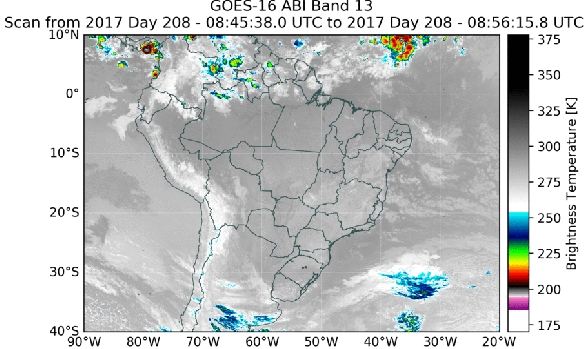 GOES-16 ABI Band 13
Scan from 2017 Day 208 - 08:45:38.0 UTC to 2017 Day 208 - 08:56:15.8 UTC
10°N
0°
10°S
20°S
30°S
40°S
90°W 80°W 70°W 60°W 50°W 40°W 30°W 20°W
375
350
325
300
275
250
225
200
175
Brightness Temperature [K]